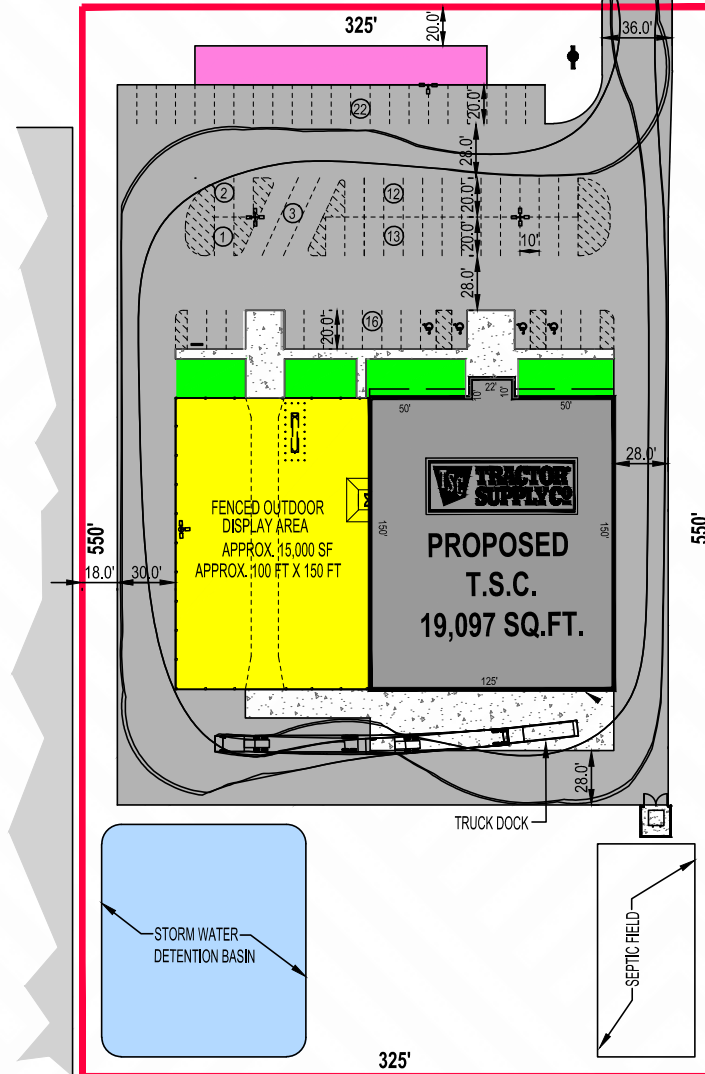 325'
20.0'
36.0'
22
20.0'
28.0'
2
12
20.0'
3
1
13
20.0'
10'
28.0'
16
20.0'
22'
10'
10'
50'
50'
28.0'
TSC TRACTOR
SUPPLY CO
FENCED OUTDOOR
DISPLAY AREA
APPROX. 15,000 SF
APPROX. 100 FT X 150 FT
150'
150'
PROPOSED
T.S.C.
19,097 SQ.FT.
550'
550'
18.0'
30.0'
125'
28.0'
TRUCK DOCK
STORM WATER
DETENTION BASIN
SEPTIC FIELD
325'